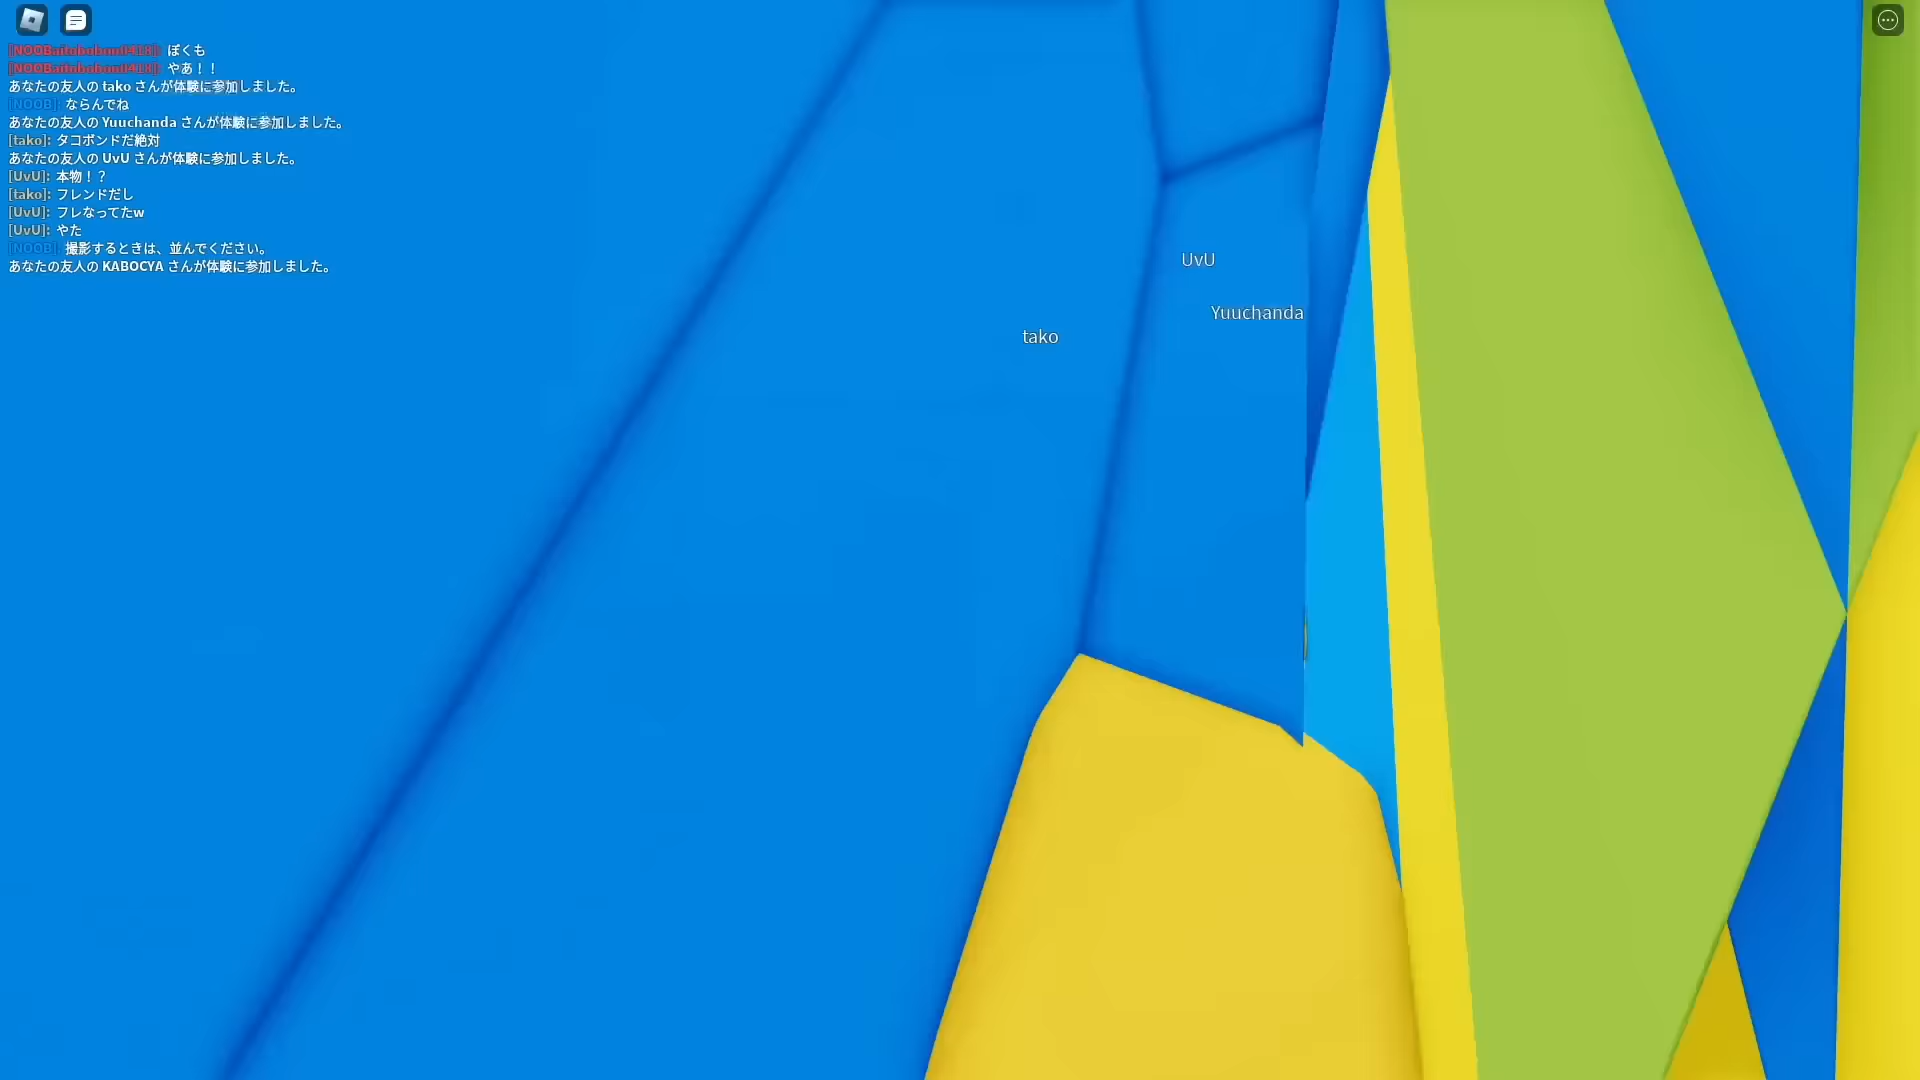 ぼくも
やあ！！
あなたの友人の tako さんが体験に参加しました。
[NOOB]: ならんでね
あなたの友人の Yuuchanda さんが体験に参加しました。
[tako]: タコポンドだ絶対
あなたの友人の UvU さんが体験に参加しました。
[UvU]: 本物！？
[tako]: フレンドだし
[UvU]: フレなってたw
[UvU]: やた
[NOOB]: 撮影するときは、並んでください。
あなたの友人の KABOCYA さんが体験に参加しました。
UvU
Yuuchanda
tako